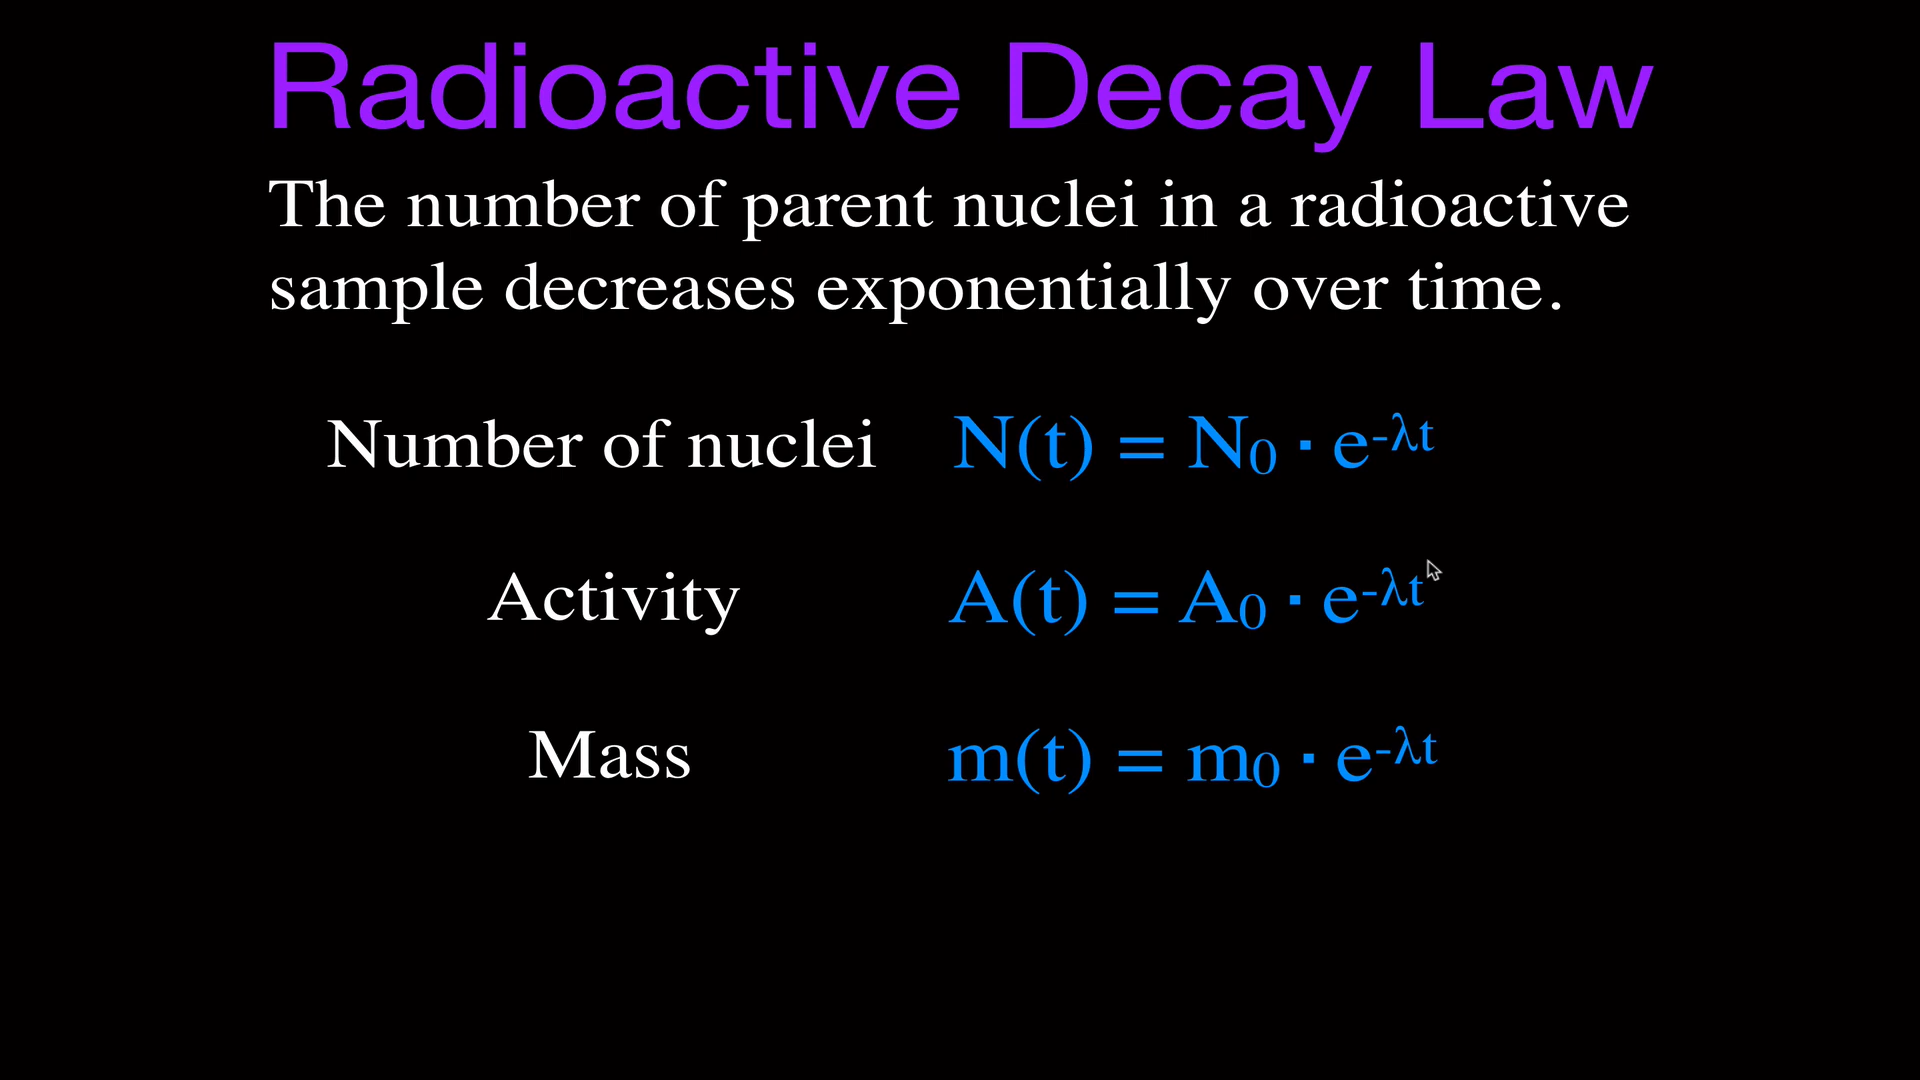 Radioactive Decay Law
The number of parent nuclei in a radioactive
sample decreases exponentially over time.
Number of nuclei N(t) = N₀ · e^-λt
Activity A(t) = A₀ · e^-λt
Mass m(t) = m₀ · e^-λt